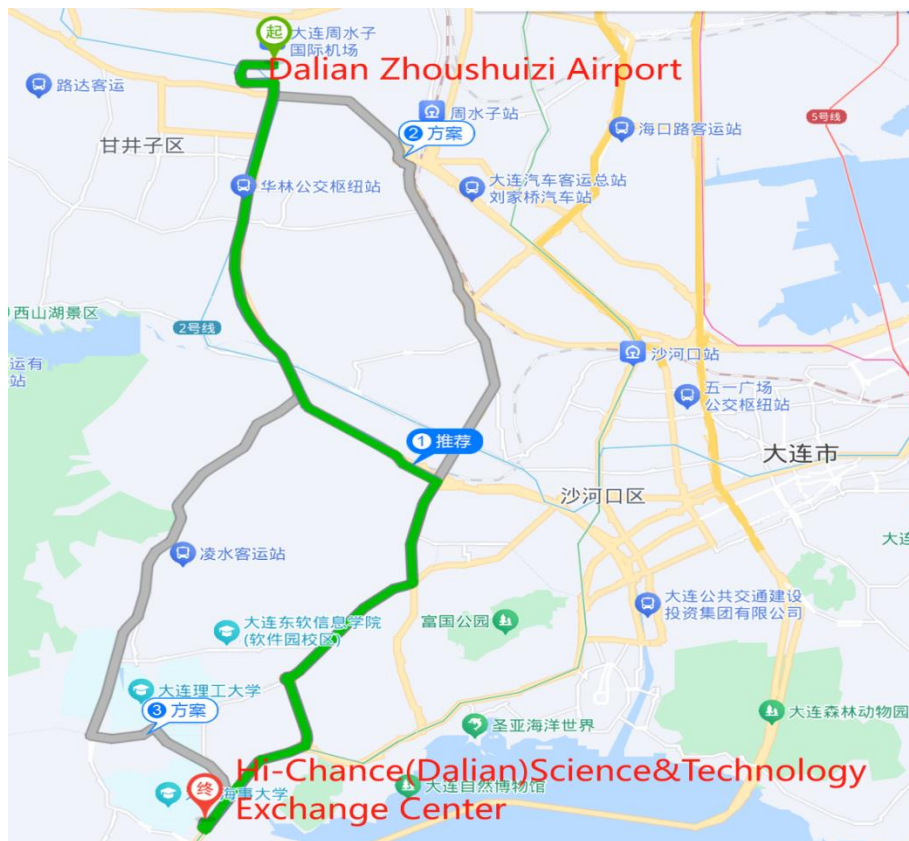 起
大连周水子
国际机场
Dalian Zhoushuizi Airport
路达客运
周水子站
2 方案
海口路客运站
5号线
甘井子区
大连汽车客运总站
刘家桥汽车站
华林公交枢纽站
西山湖景区
2号线
运有
站
沙河口站
五一广场
公交枢纽站
1 推荐
大连市
沙河口区
凌水客运站
大连
大连公共交通建设
投资集团有限公司
大连东软信息学院
(软件园校区)
富国公园
大连理工大学
3 方案
圣亚海洋世界
大连森林动物园
Hi-Chance(Dalian)Science&Technology
Exchange Center
终
海事大学
大连自然博物馆